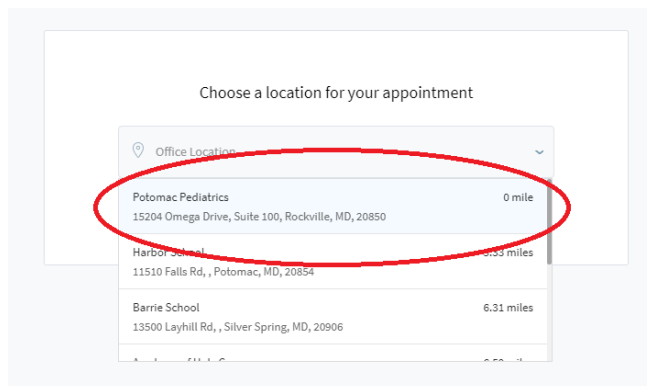 Choose a location for your appointment
Office Location
Potomac Pediatrics 0 mile
15204 Omega Drive, Suite 100, Rockville, MD, 20850
Harbor School miles
11510 Falls Rd, , Potomac, MD, 20854
Barrie School 6.31 miles
13500 Layhill Rd, , Silver Spring, MD, 20906